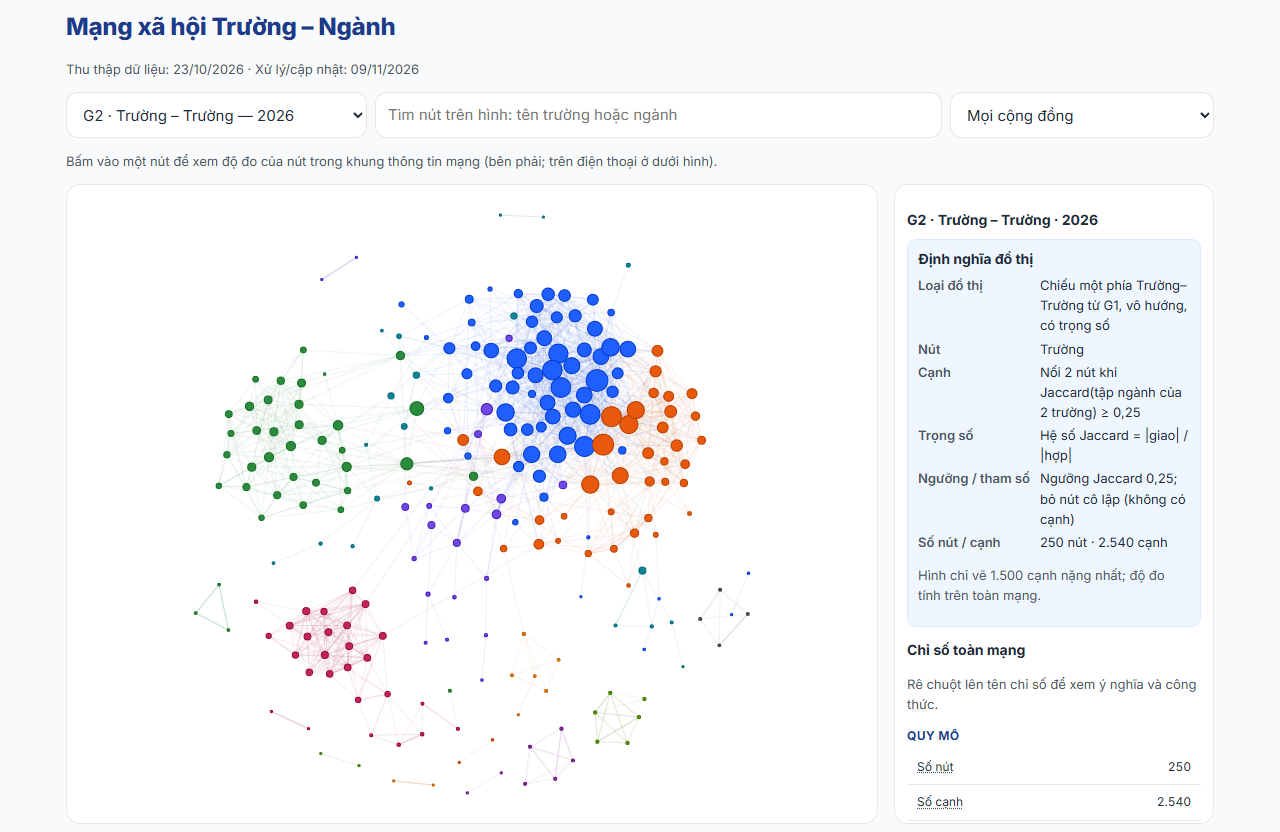 Mạng xã hội Trường – Ngành
Thu thập dữ liệu: 23/10/2026 · Xử lý/cập nhật: 09/11/2026
G2 · Trường – Trường — 2026
Tìm nút trên hình: tên trường hoặc ngành
Mọi cộng đồng
Bấm vào một nút để xem độ đo của nút trong khung thông tin mạng (bên phải; trên điện thoại ở dưới hình).
G2 · Trường – Trường · 2026
Định nghĩa đồ thị
Loại đồ thị
Chiếu một phía Trường–
Trường từ G1, vô hướng,
có trọng số
Nút
Trường
Cạnh
Nối 2 nút khi
Jaccard(tập ngành của
2 trường) ≥ 0,25
Trọng số
Hệ số Jaccard = |giao| /
|hợp|
Ngưỡng / tham số
Ngưỡng Jaccard 0,25;
bỏ nút cô lập (không có
cạnh)
Số nút / cạnh
250 nút · 2.540 cạnh
Hình chỉ vẽ 1.500 cạnh nặng nhất; độ đo
tính trên toàn mạng.
Chỉ số toàn mạng
Rê chuột lên tên chỉ số để xem ý nghĩa và công
thức.
QUY MÔ
Số nút
250
Số cạnh
2.540